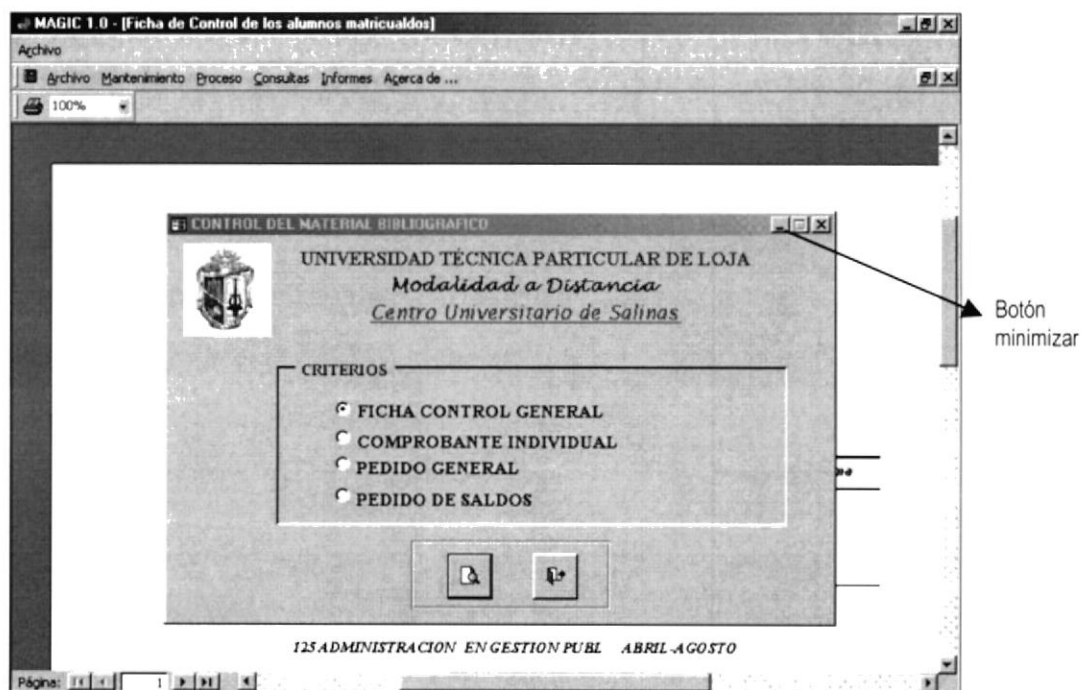 MAGIC 1.0 - [Ficha de Control de los alumnos matricualdos]
Archivo
Archivo Mantenimiento Proceso Consultas Informes Acerca de ...
100%
CONTROL DEL MATERIAL BIBLIOGRAFICO
UNIVERSIDAD TÉCNICA PARTICULAR DE LOJA
Modalidad a Distancia
Centro Universitario de Salinas
Botón
minimizar
CRITERIOS
FICHA CONTROL GENERAL
COMPROBANTE INDIVIDUAL
PEDIDO GENERAL
PEDIDO DE SALDOS
125 ADMINISTRACION EN GESTION PUBL ABRIL-AGOSTO
Página: 1